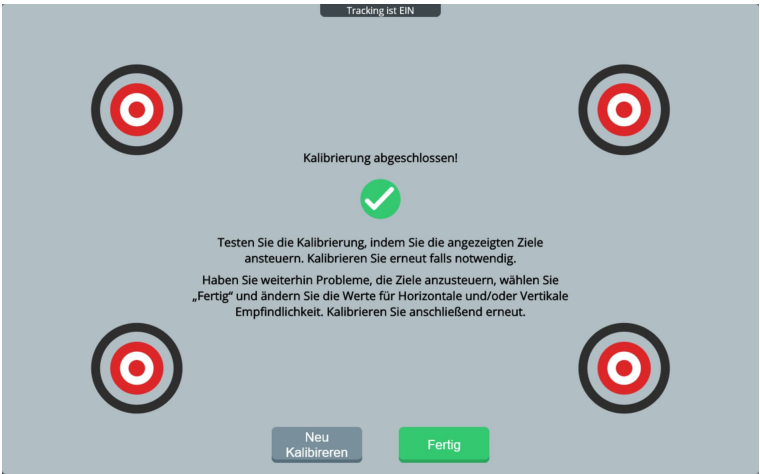 Tracking ist EIN
Kalibrierung abgeschlossen!
Testen Sie die Kalibrierung, indem Sie die angezeigten Ziele
ansteuern. Kalibrieren Sie erneut falls notwendig.
Haben Sie weiterhin Probleme, die Ziele anzusteuern, wählen Sie
„Fertig“ und ändern Sie die Werte für Horizontale und/oder Vertikale
Empfindlichkeit. Kalibrieren Sie anschließend erneut.
Neu
Kalibireren
Fertig